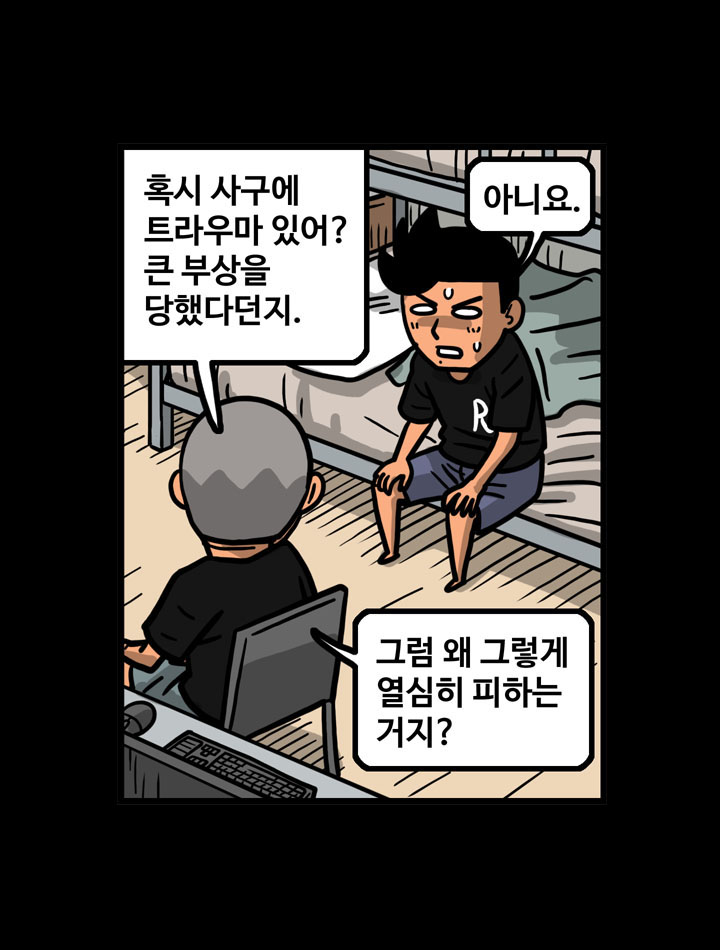 혹시 사구에
트라우마 있어?
큰 부상을
당했다던지.
아니요.
R
그럼 왜 그렇게
열심히 피하는
거지?